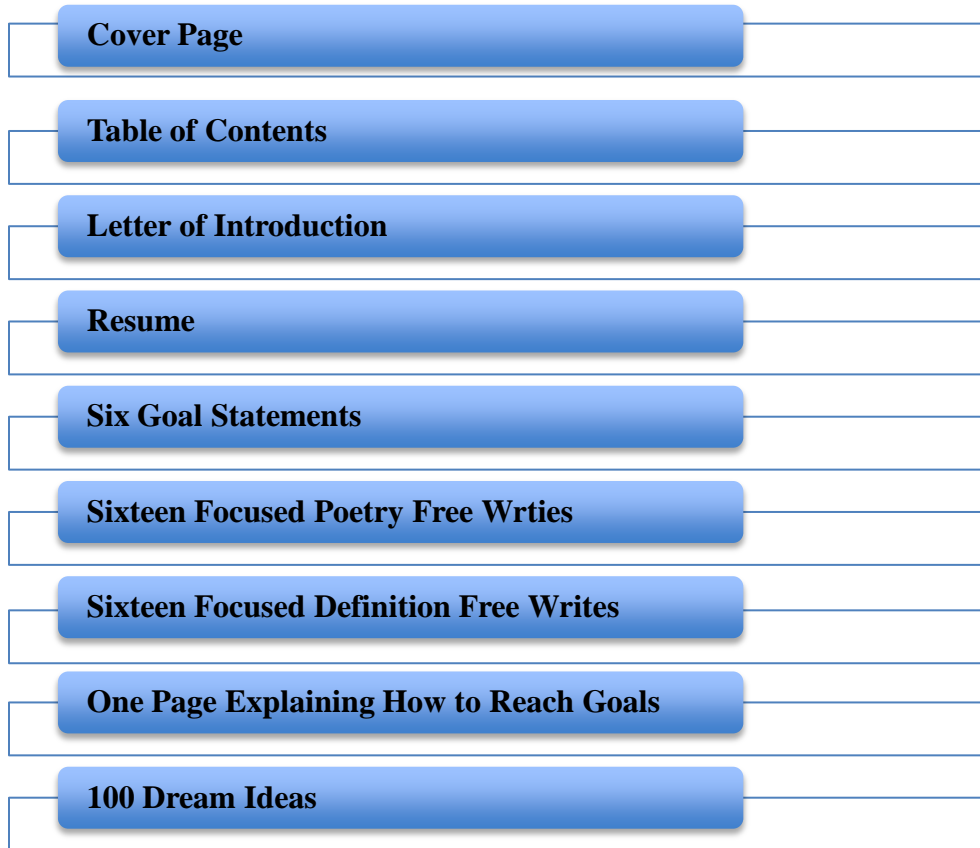 Cover Page
Table of Contents
Letter of Introduction
Resume
Six Goal Statements
Sixteen Focused Poetry Free Wrties
Sixteen Focused Definition Free Writes
One Page Explaining How to Reach Goals
100 Dream Ideas